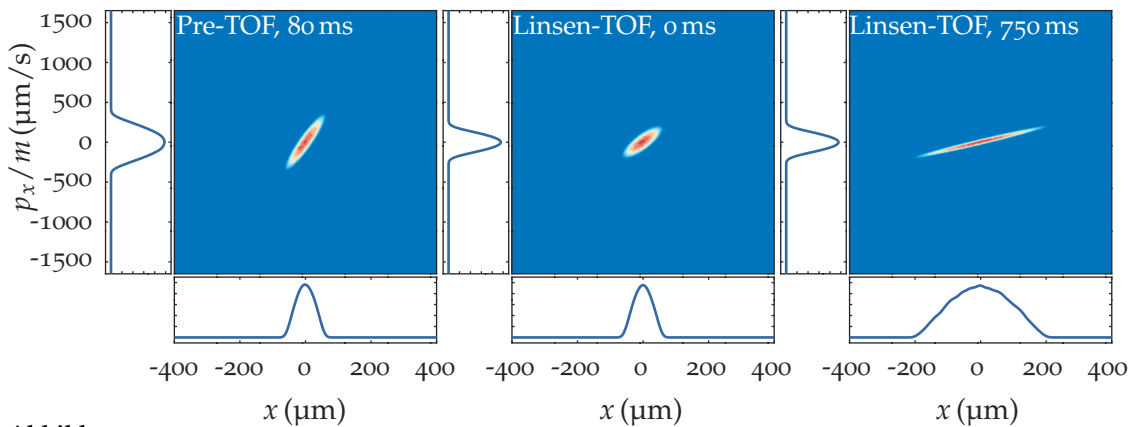 Pre-TOF, 80 ms
Linsen-TOF, 0 ms
Linsen-TOF, 750 ms
p_x/m (µm/s)
1500
1000
500
0
-500
-1000
-1500
-400 -200 0 200 400
-400 -200 0 200 400
-400 -200 0 200 400
x (µm)
x (µm)
x (µm)